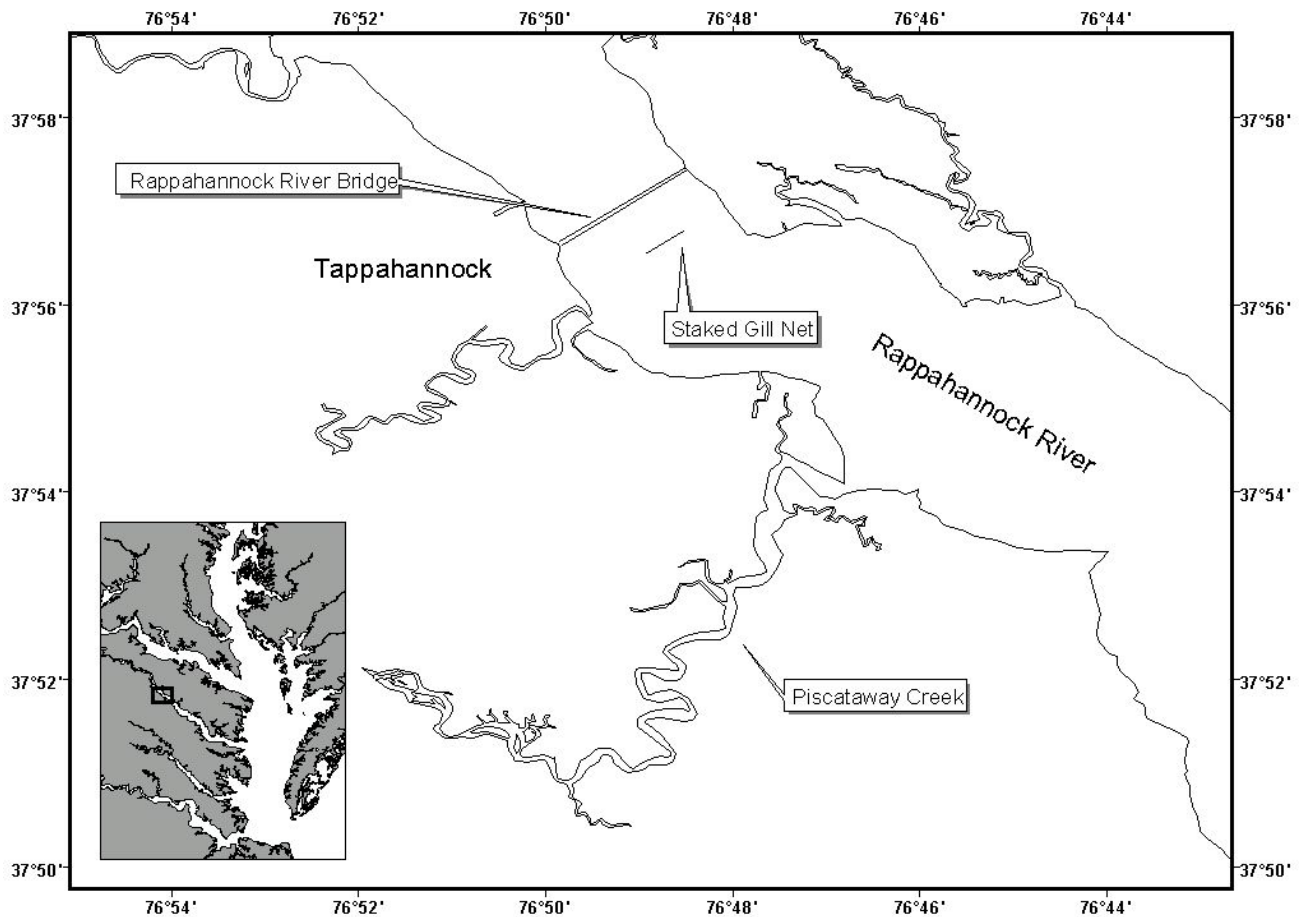 76°54' 76°50' 76°48' 76°46' 76°44'
37°58' 37°58'
Rappahannock River Bridge
Tappahannock
37°56' 37°56'
Staked Gill Net
Rappahannock River
37°54' 37°54'
37°52' 37°52'
Piscataway Creek
37°50' 37°50'
76°54' 76°52' 76°50' 76°48' 76°46' 76°44'